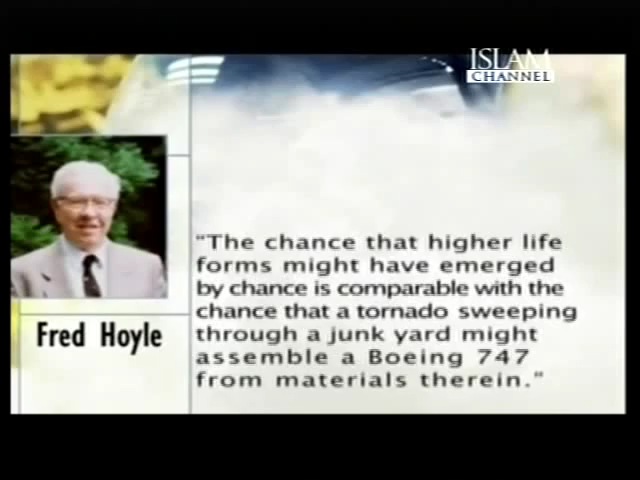 ISLAM
CHANNEL
"The chance that higher life
forms might have emerged
by chance is comparable with the
chance that a tornado sweeping
through a junk yard might
assemble a Boeing 747
from materials therein."
Fred Hoyle